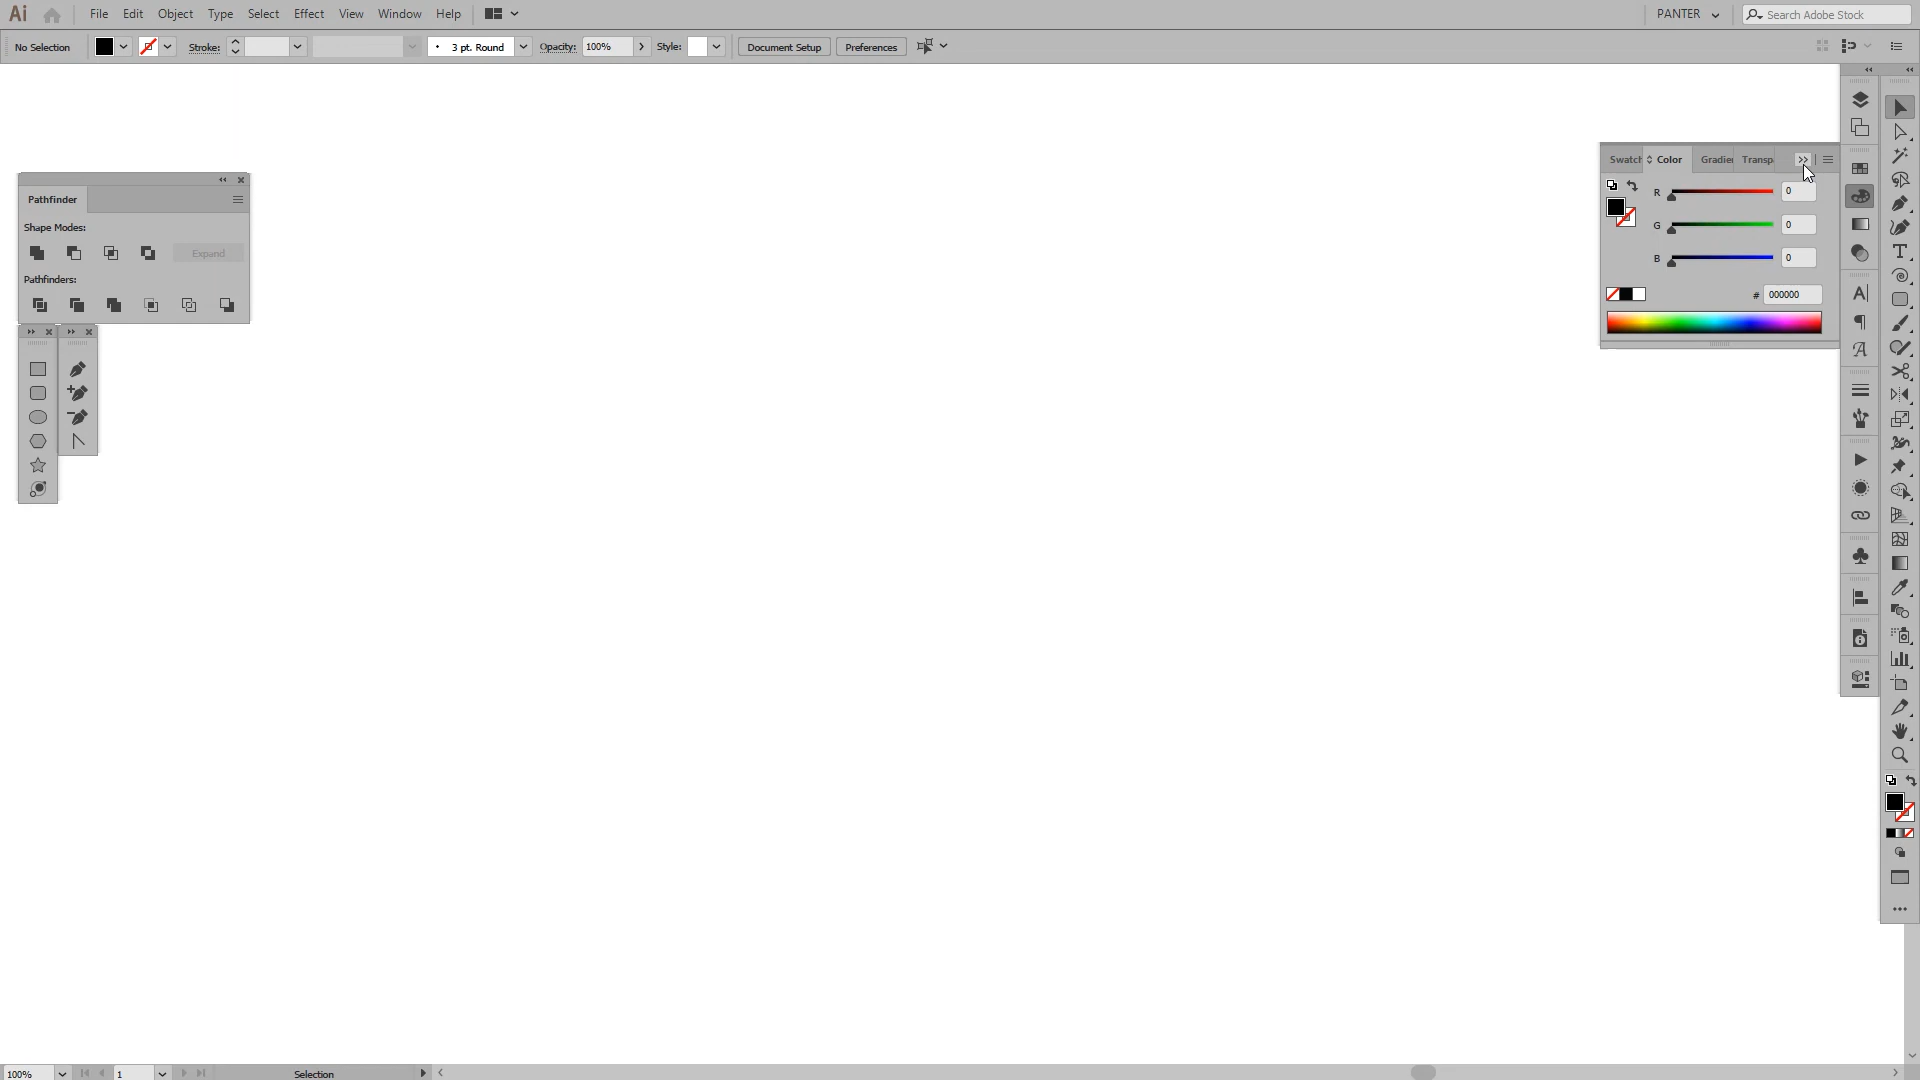 Ai File Edit Object Type Select Effect View Window Help PANTER Search Adobe Stock
No Selection Stroke: 3 pt. Round Opacity: 100% Style: Document Setup Preferences
Swatch Color Gradie Transp
Pathfinder
Shape Modes:
Expand
Pathfinders:
R 0
G 0
B 0
# 000000
100% 1 Selection